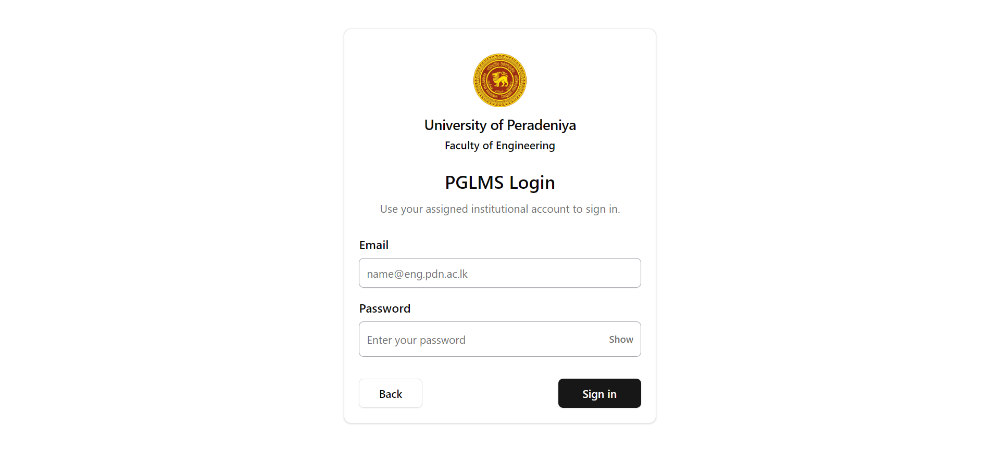 University of Peradeniya
Faculty of Engineering
PGLMS Login
Use your assigned institutional account to sign in.
Email
name@eng.pdn.ac.lk
Password
Enter your password
Show
Back
Sign in